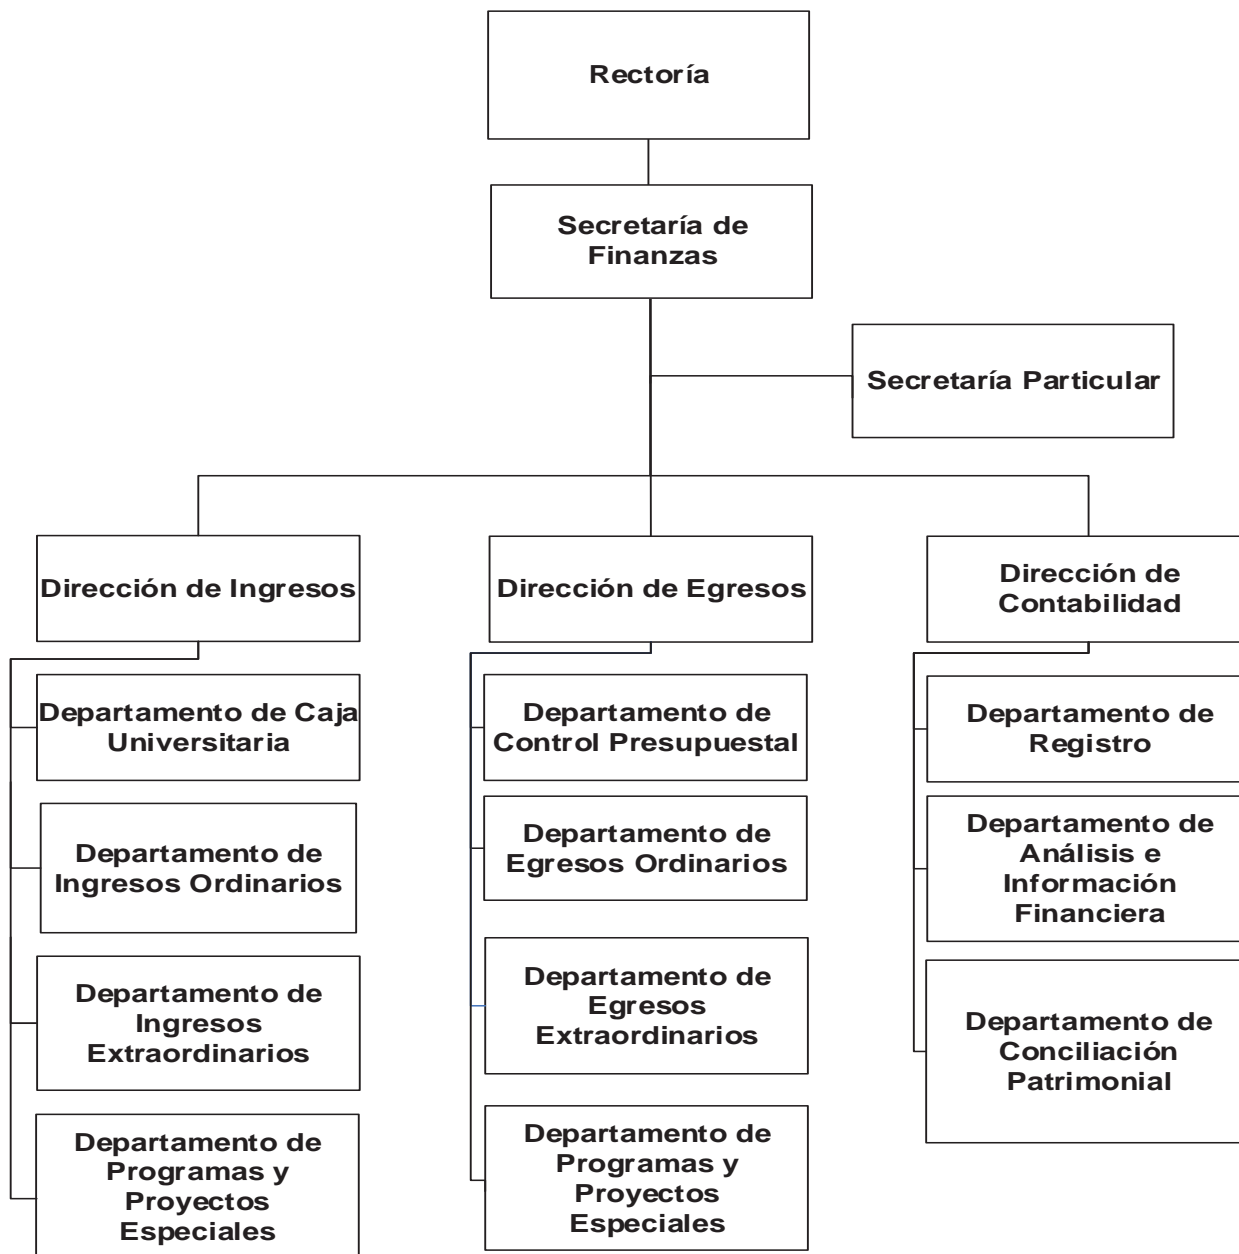 Rectoría
Secretaría de
Finanzas
Secretaría Particular
Dirección de Ingresos
Departamento de Caja
Universitaria
Departamento de
Ingresos Ordinarios
Departamento de
Ingresos
Extraordinarios
Departamento de
Programas y
Proyectos
Especiales
Dirección de Egresos
Departamento de
Control Presupuestal
Departamento de
Egresos Ordinarios
Departamento de
Egresos
Extraordinarios
Departamento de
Programas y
Proyectos
Especiales
Dirección de
Contabilidad
Departamento de
Registro
Departamento de
Análisis e
Información
Financiera
Departamento de
Conciliación
Patrimonial